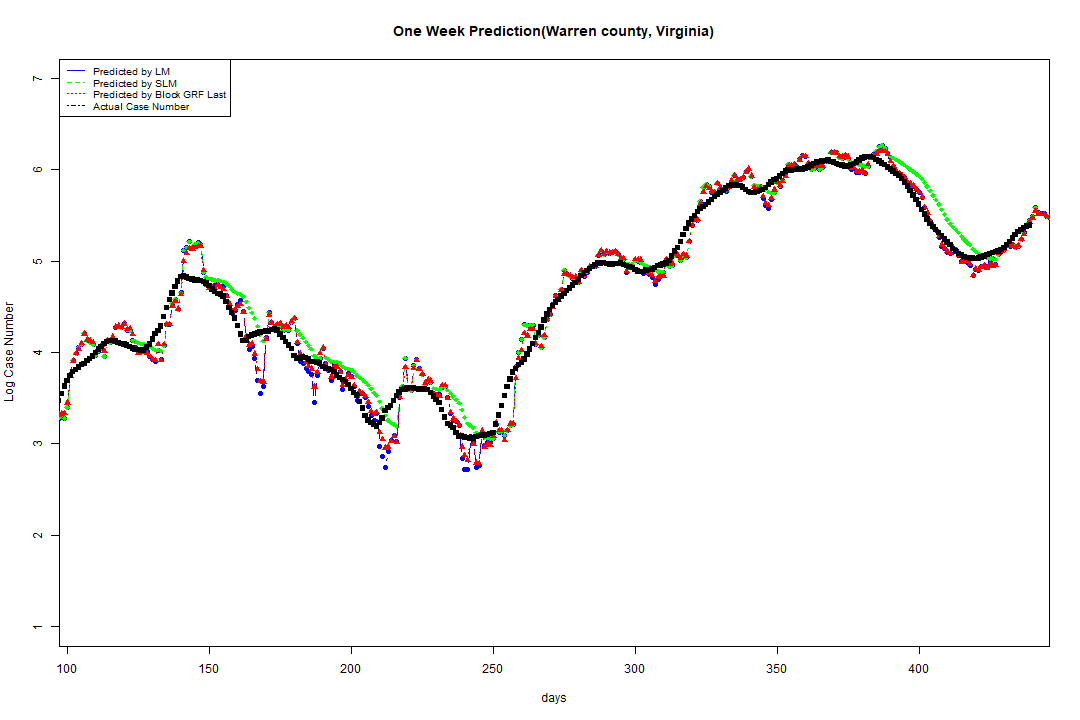 One Week Prediction(Warren county, Virginia)
Predicted by LM
Predicted by SLM
Predicted by Block GRF Last
Actual Case Number
7
6
5
4
3
2
1
Log Case Number
100 150 200 250 300 350 400
days